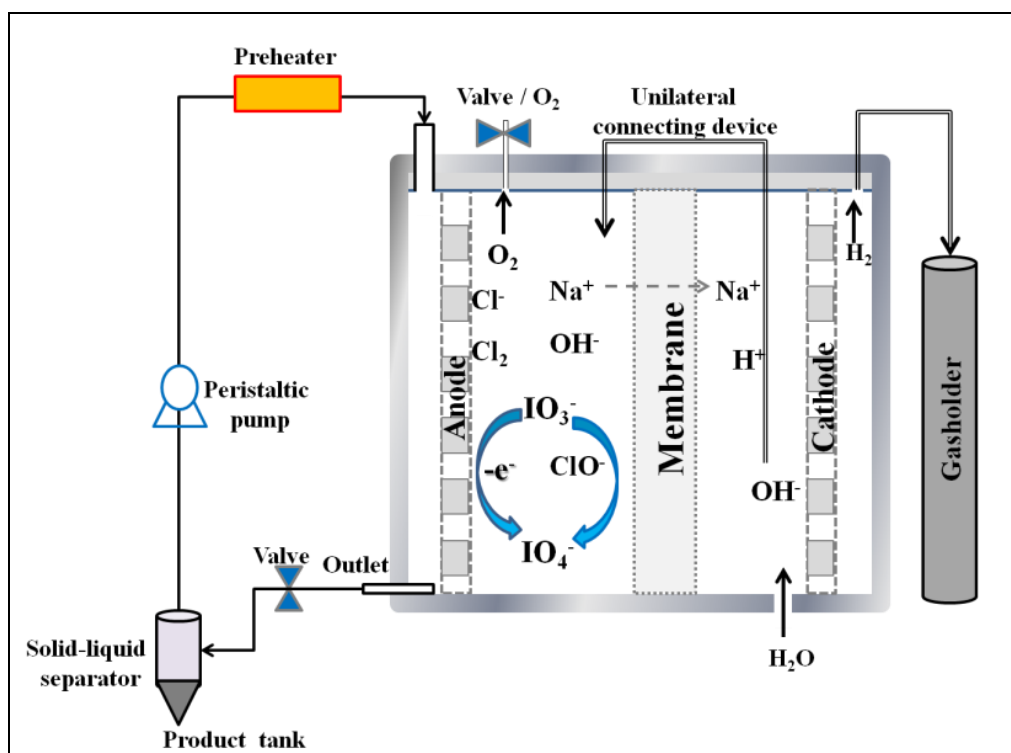 Preheater
Valve / O₂
Unilateral
connecting device
O₂
H₂
Cl⁻
Na⁺
Na⁺
Cl₂
OH⁻
H⁺
Peristaltic
pump
Anode
IO₃⁻
-e⁻
ClO⁻
IO₄⁻
Membrane
OH⁻
Cathode
Gasholder
Valve
Outlet
H₂O
Solid-liquid
separator
Product tank